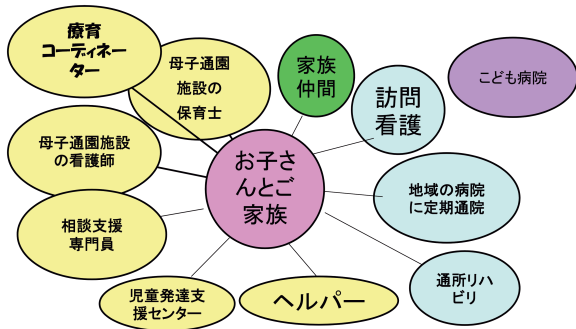 療育
コーディネー
ター
母子通園
施設の
保育士
家族
仲間
訪問
看護
こども病院
母子通園施設
の看護師
お子さ
んとご
家族
地域の病院
に定期通院
相談支援
専門員
児童発達支
援センター
ヘルパー
通所リハ
ビリ